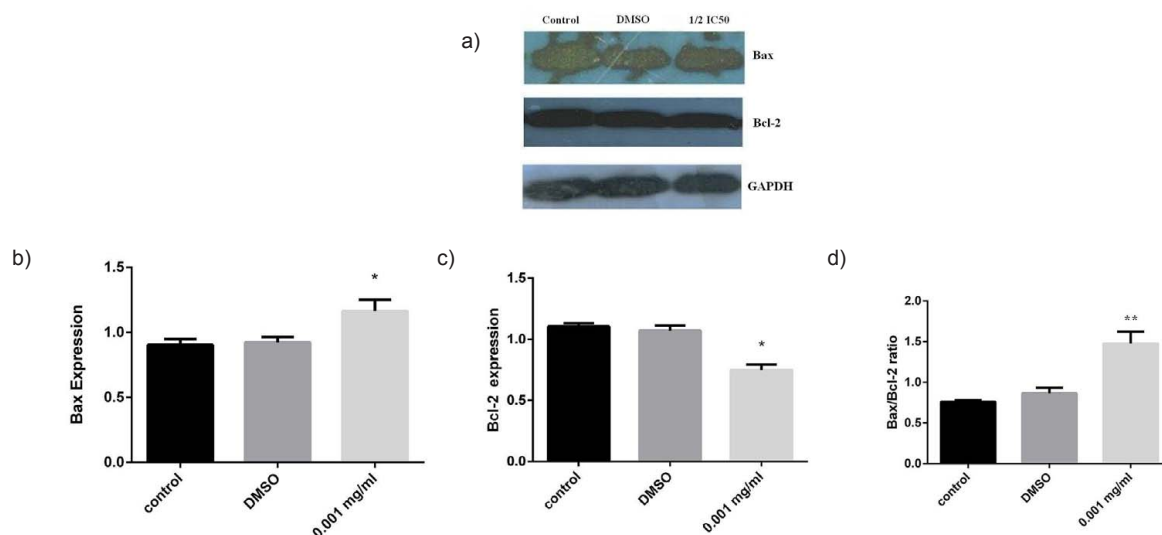 Control DMSO 1/2 IC50
a)
Bax
Bcl-2
GAPDH
b)
Bax Expression
1.5
1.0
0.5
0.0
*
control
DMSO
0.001 mg/ml
c)
Bcl-2 expression
1.5
1.0
0.5
0.0
*
control
DMSO
0.001 mg/ml
d)
Bax/Bcl-2 ratio
2.0
1.5
1.0
0.5
0.0
**
control
DMSO
0.001 mg/ml